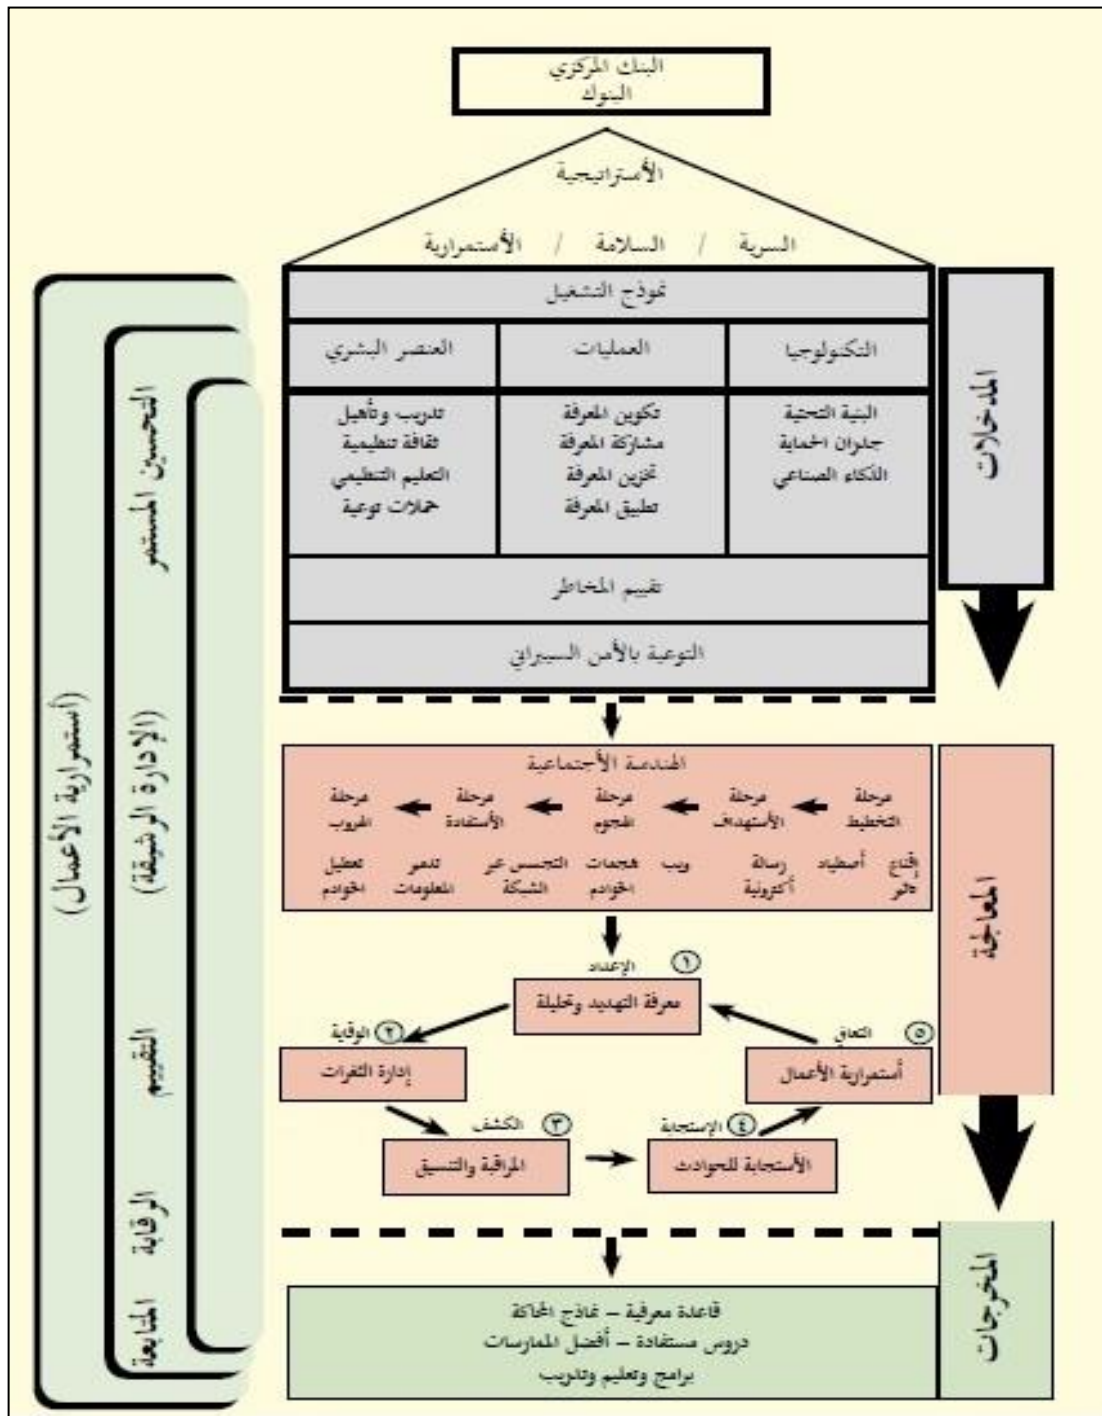 البنك المركزي
البنوك
الأستراتيجية
السرية / السلامة / الأستمرارية
المدخلات
نموذج التشغيل
التكنولوجيا
العمليات
العنصر البشري
البنية التحتية
جدران الحماية
الذكاء الصناعي
تكوين المعرفة
مشاركة المعرفة
تخزين المعرفة
تطبيق المعرفة
تدريب وتأهيل
ثقافة تنظيمية
التعليم التنظيمي
حملات توعية
تقييم المخاطر
التوعية بالأمن السيبراني
المعالجة
الهندسة الأجتماعية
مرحلة التخطيط
مرحلة الأستهداف
مرحلة الهجوم
مرحلة الأستفادة
مرحلة الهروب
أصطياد
رسالة
أكترونية
ويب
هجمات
الخوادم
التجسس عبر
الشبكة
تدمير
المعلومات
تعطيل
الخوادم
١ الإعداد
معرفة التهديد وتحليلة
٢ الوقاية
إدارة الثغرات
٣ الكشف
المراقبة والتنسيق
٤ الإستجابة
الأستجابة للحوادث
٥ التعافي
أستمرارية الأعمال
المخرجات
قاعدة معرفية – نماذج المحاكة
دروس مستفادة – أفضل الممارسات
برامج وتعليم وتدريب
التحسين المستمر
(الإدارة الرشيقة)
التقييم
الرقابة
المتابعة
(أستمرارية الأعمال)